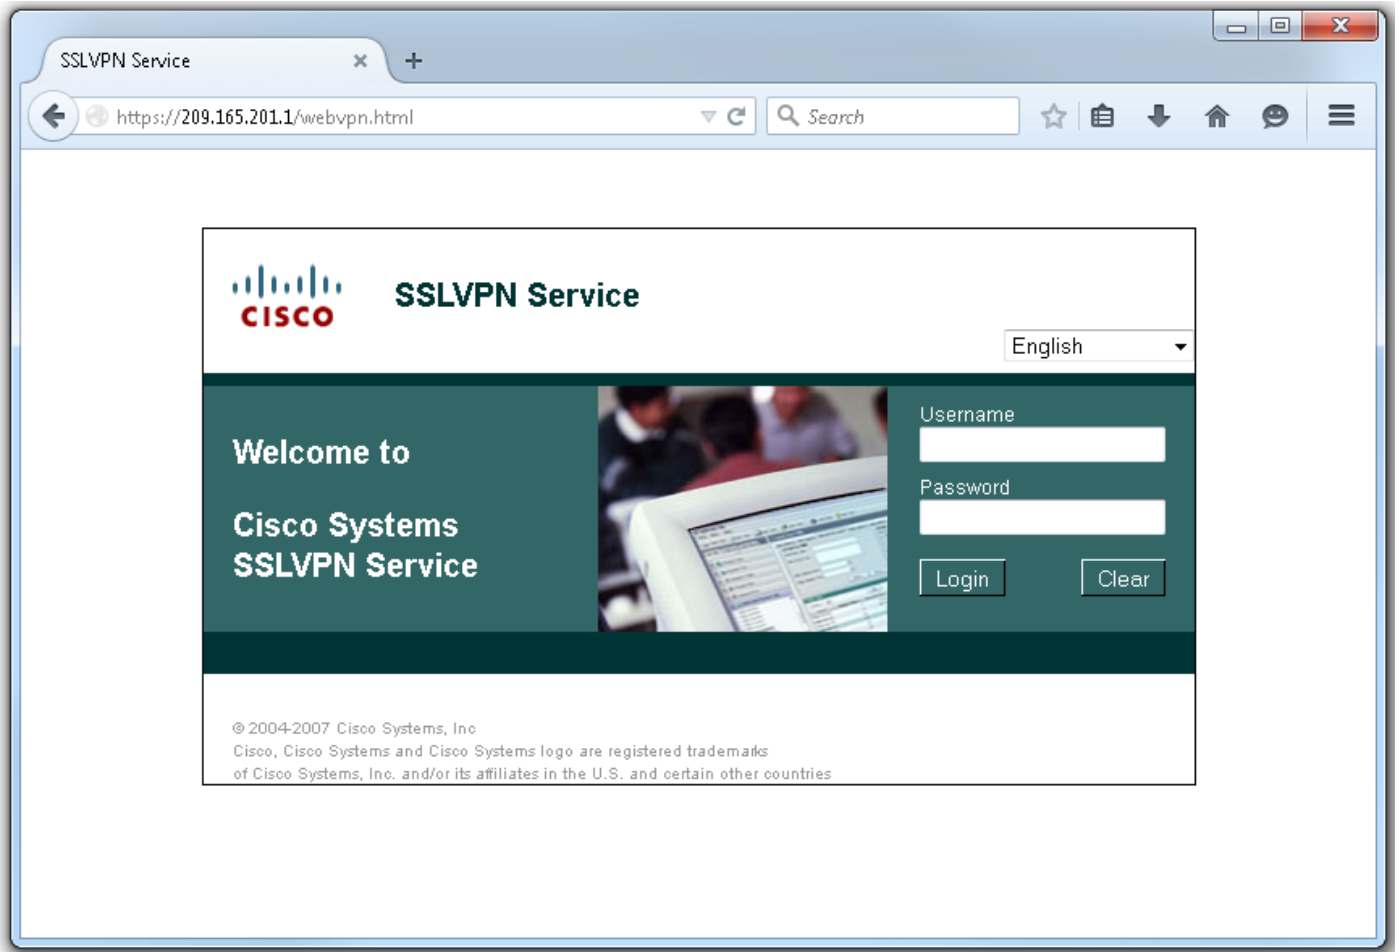 SSLVPN Service
https://209.165.201.1/webvpn.html
Search
CISCO
SSLVPN Service
English
Welcome to
Cisco Systems
SSLVPN Service
Username
Password
Login
Clear
© 2004-2007 Cisco Systems, Inc
Cisco, Cisco Systems and Cisco Systems logo are registered trademarks
of Cisco Systems, Inc. and/or its affiliates in the U.S. and certain other countries